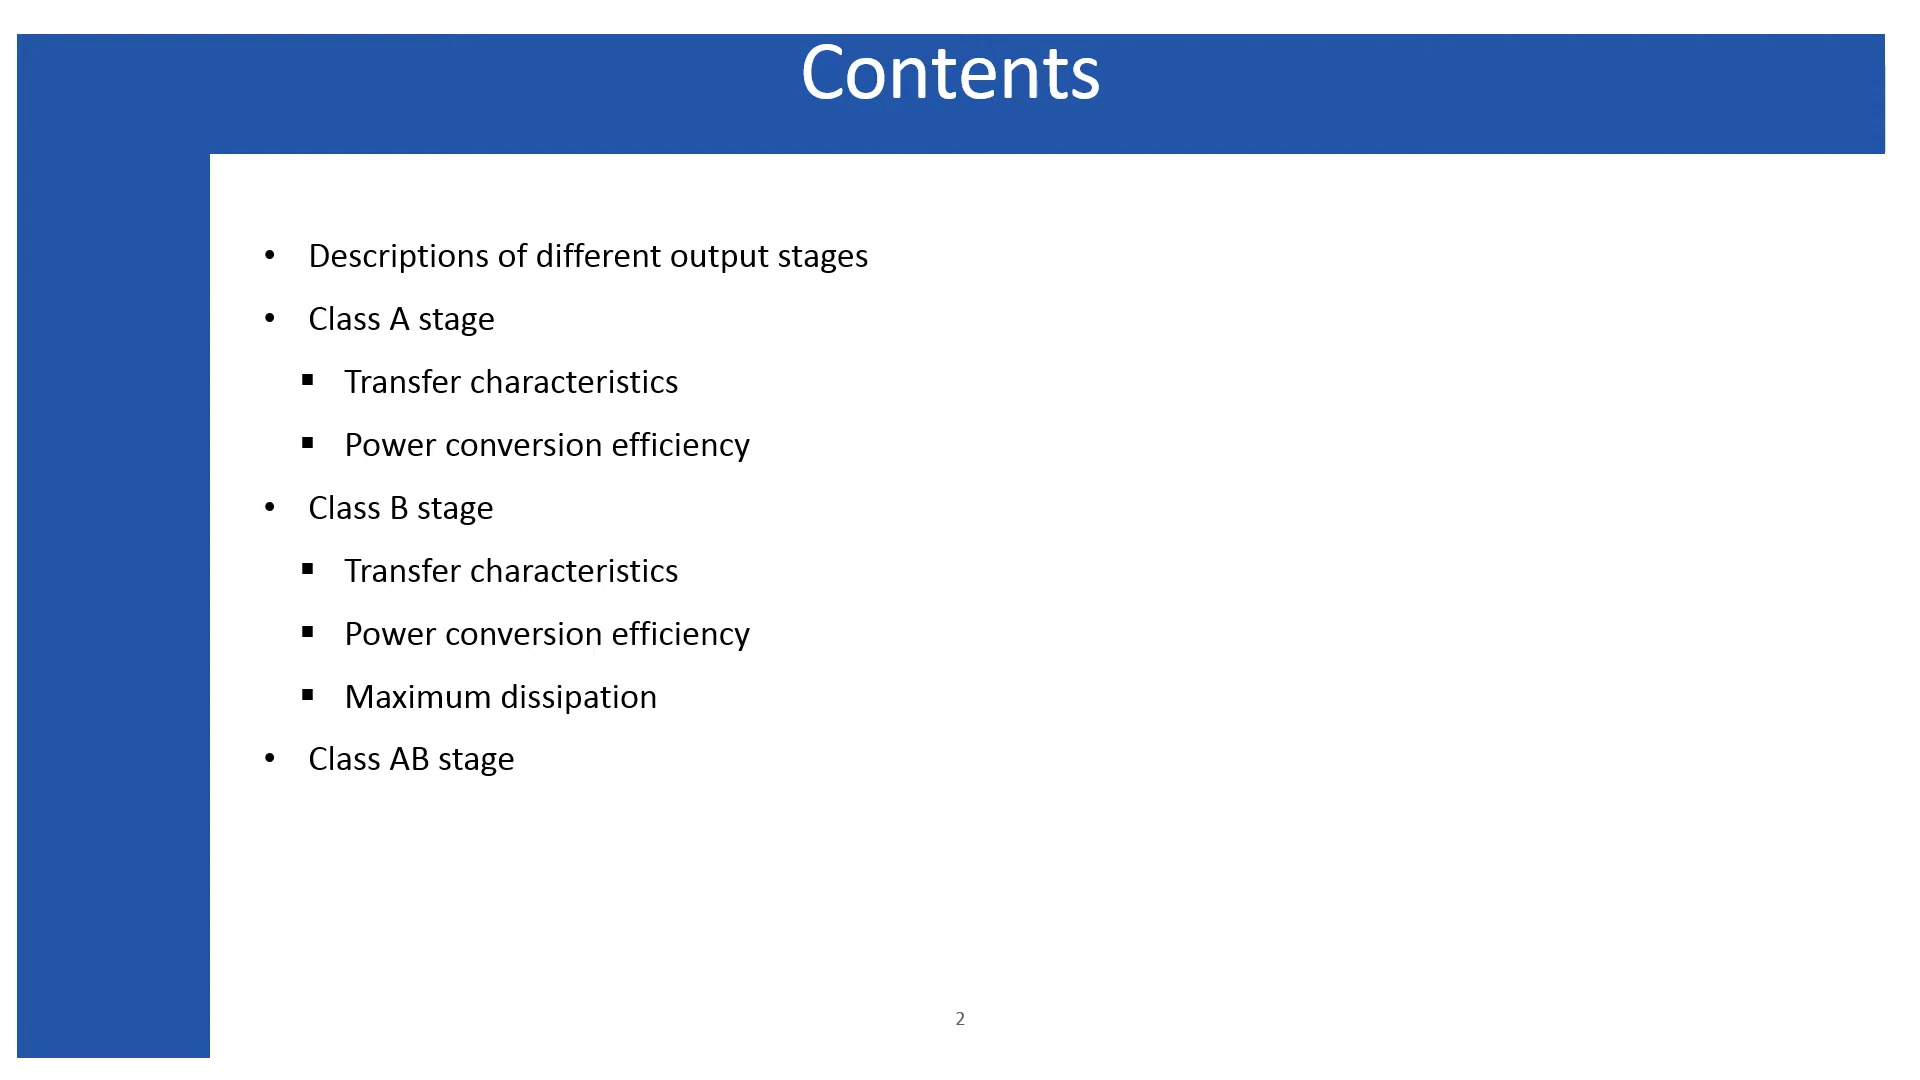 Contents
• Descriptions of different output stages
• Class A stage
▪ Transfer characteristics
▪ Power conversion efficiency
• Class B stage
▪ Transfer characteristics
▪ Power conversion efficiency
▪ Maximum dissipation
• Class AB stage
2